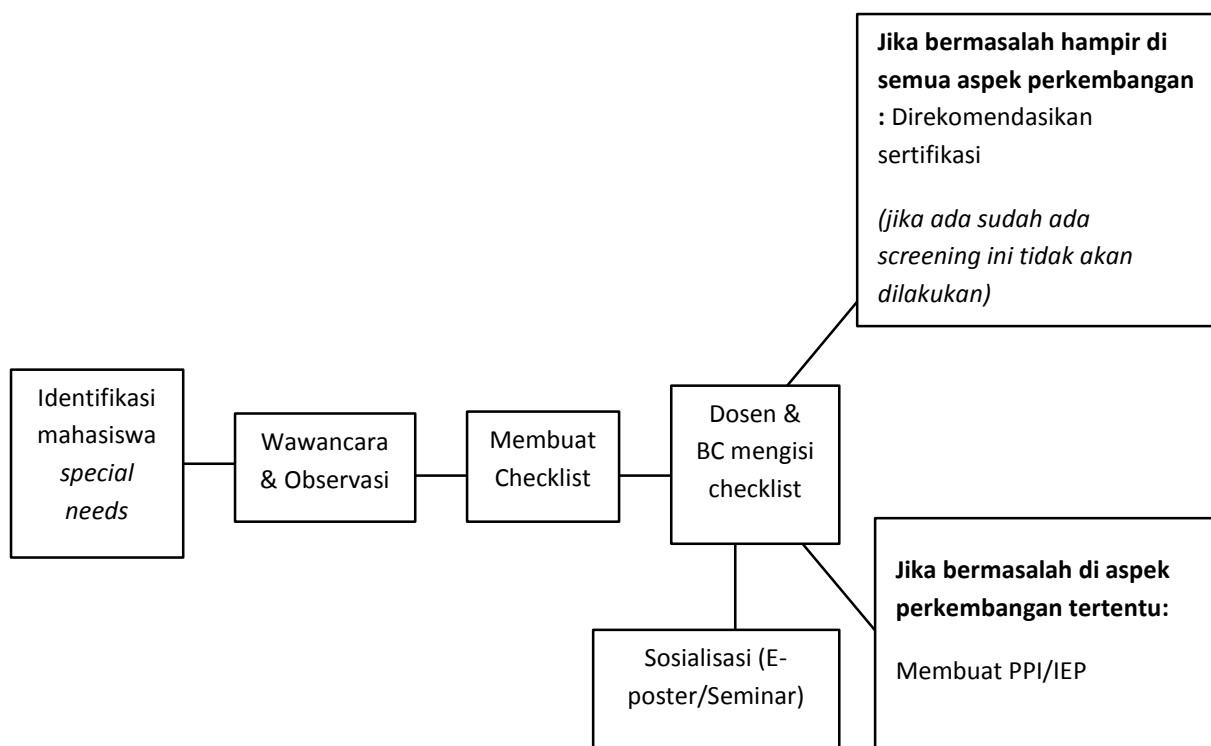 Identifikasi
mahasiswa
special
needs
Wawancara
& Observasi
Membuat
Checklist
Dosen &
BC mengisi
checklist
Jika bermasalah hampir di
semua aspek perkembangan
: Direkomendasikan
sertifikasi
(jika ada sudah ada
screening ini tidak akan
dilakukan)
Jika bermasalah di aspek
perkembangan tertentu:
Membuat PPI/IEP
Sosialisasi (E-
poster/Seminar)